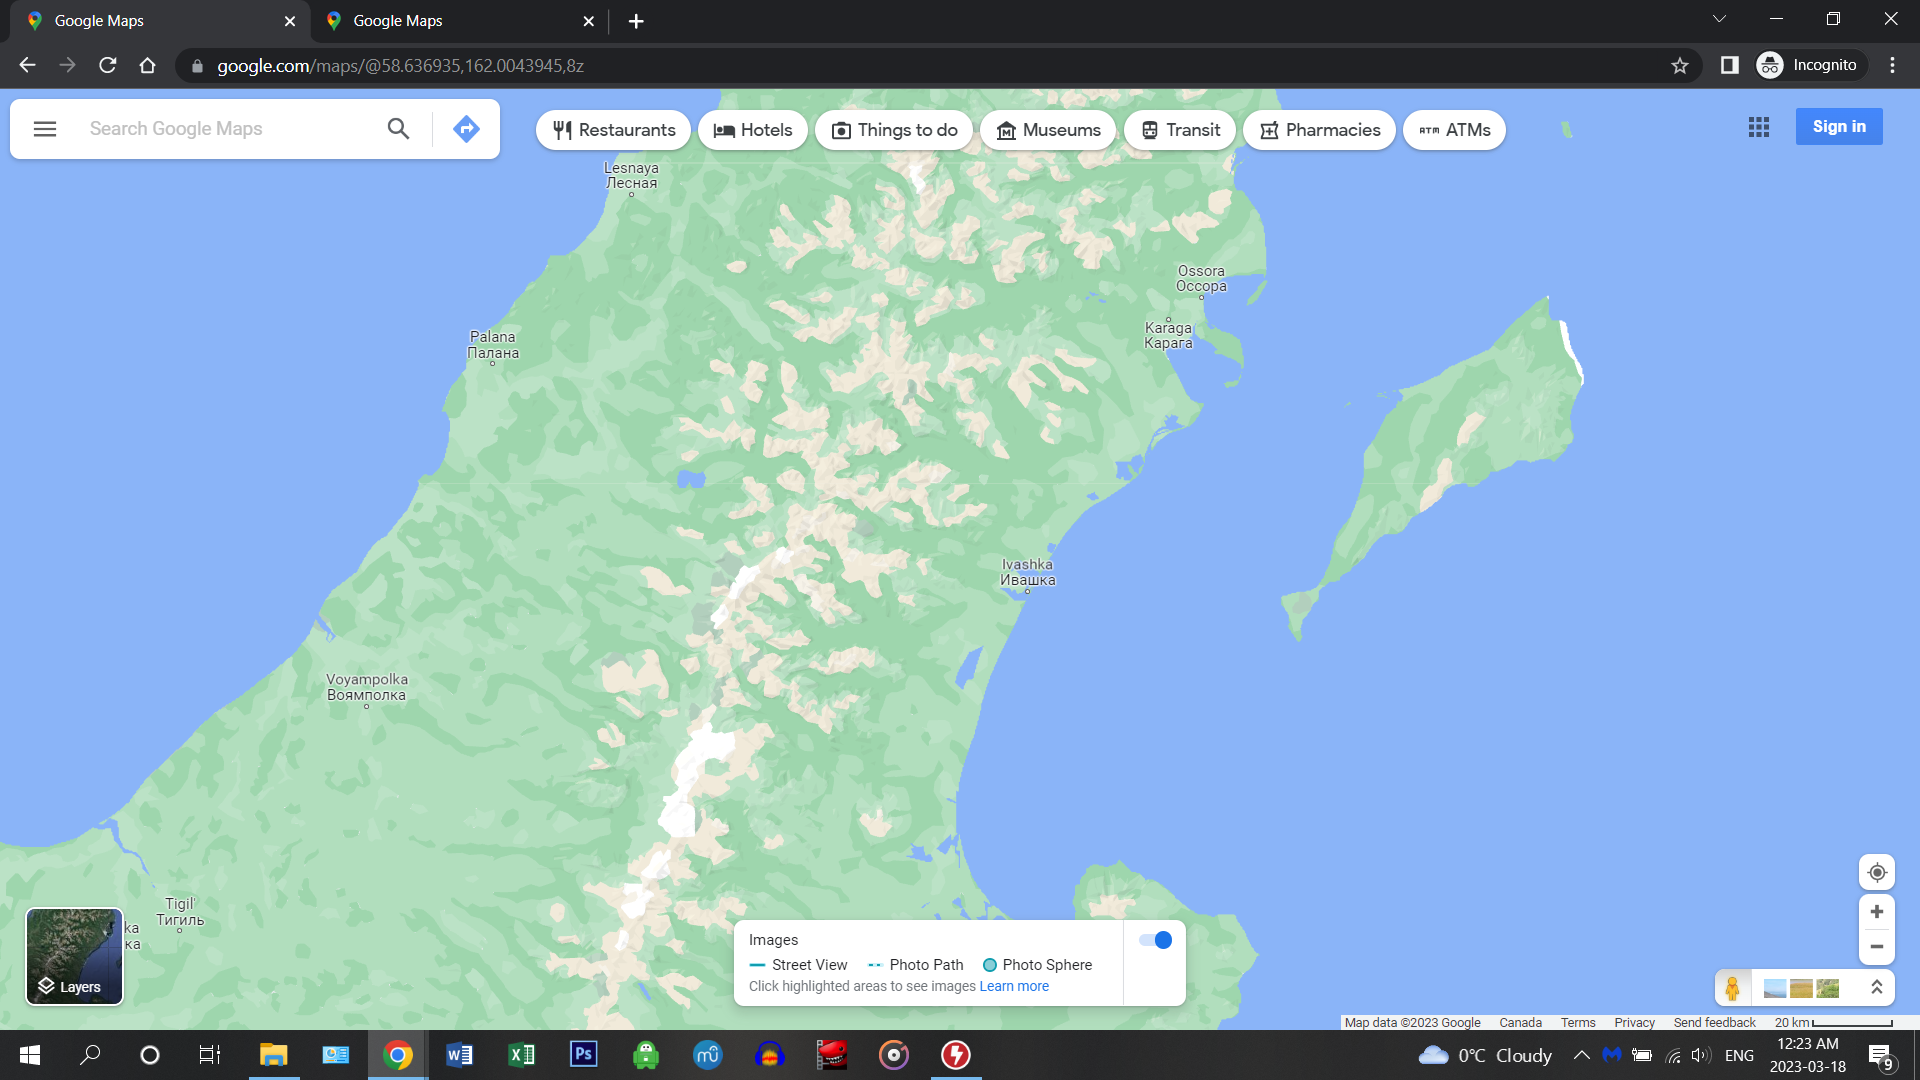 Google Maps
Google Maps
google.com/maps/@58.636935,162.0043945,8z
Incognito
Search Google Maps
Restaurants
Hotels
Things to do
Museums
Transit
Pharmacies
ATM ATMs
Sign in
Lesnaya
Лесная
Ossora
Оссора
Palana
Палана
Karaga
Карага
Ivashka
Ивашка
Voyampolka
Воямполка
Tigil'
Тигиль
ka
ка
Layers
Images
Street View
Photo Path
Photo Sphere
Click highlighted areas to see images Learn more
Map data ©2023 Google
Canada
Terms
Privacy
Send feedback
20 km
W
X
Ps
mü
0°C Cloudy
ENG
12:23 AM
2023-03-18
9